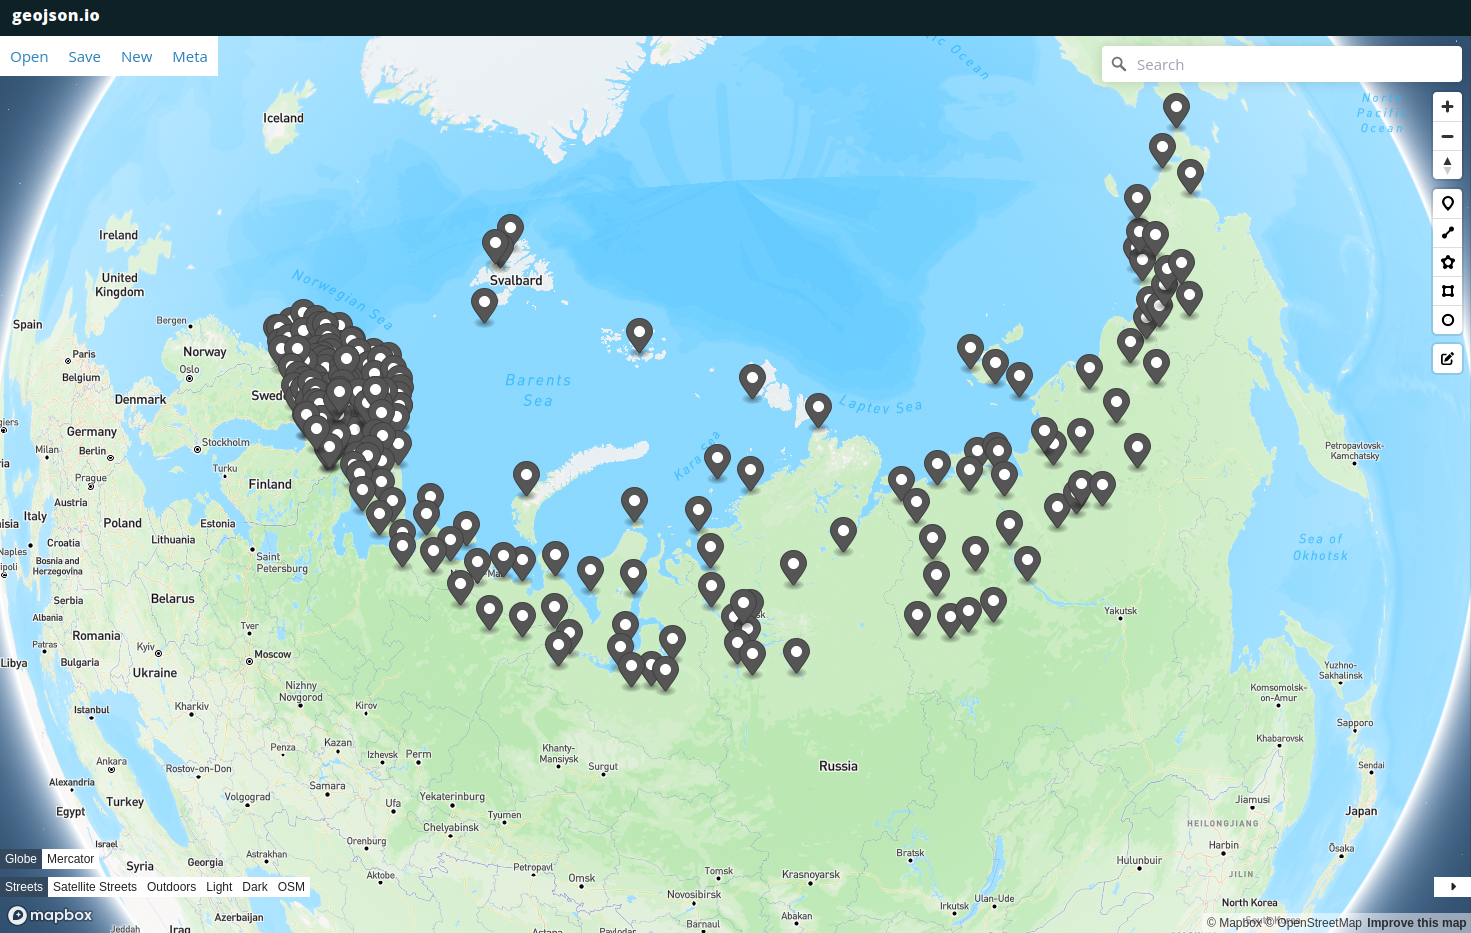 geojson.io
Open Save New Meta
Search
Iceland
Ocean
North
Pacific
Ocean
Ireland
United
Kingdom
Norwegian Sea
Svalbard
Spain
Bergen
Norway
Paris
Oslo
Belgium
Denmark
Barents
Sea
Laptev Sea
Germany
Stockholm
Milan
Berlin
Turku
Kara Sea
Prague
Finland
Austria
Petropavlovsk-
Kamchatsky
Italy
Poland
Estonia
Croatia
Lithuania
Saint
Petersburg
Bosnia and
Herzegovina
Sea of
Okhotsk
Serbia
Belarus
Albania
Tver
Yakutsk
Romania
Patras
Kyiv
Moscow
Libya
Bulgaria
Ukraine
Yuzhno-
Sakhalinsk
Nizhny
Novgorod
Komsomolsk-
on-Amur
Istanbul
Kharkiv
Kirov
Sapporo
Penza
Kazan
Izhevsk
Perm
Khanty-
Mansiysk
Surgut
Khabarovsk
Ankara
Rostov-on-Don
Russia
Sendai
Alexandria
Samara
Turkey
Volgograd
Ufa
Yekaterinburg
Jiamusi
Egypt
Tyumen
Japan
Chelyabinsk
HEILONGJIANG
Israel
Orenburg
Harbin
Ōsaka
Globe Mercator
Syria
Georgia
Astrakhan
Bratsk
Hulunbuir
Petropavl
Tomsk
Krasnoyarsk
JILIN
Aktobe
Omsk
Streets Satellite Streets Outdoors Light Dark OSM
Novosibirsk
Ulan-Ude
Irkutsk
North Korea
mapbox
Azerbaijan
Abakan
Barnaul
Jeddah
Iraq
Astana
Pavlodar
© Mapbox © OpenStreetMap Improve this map